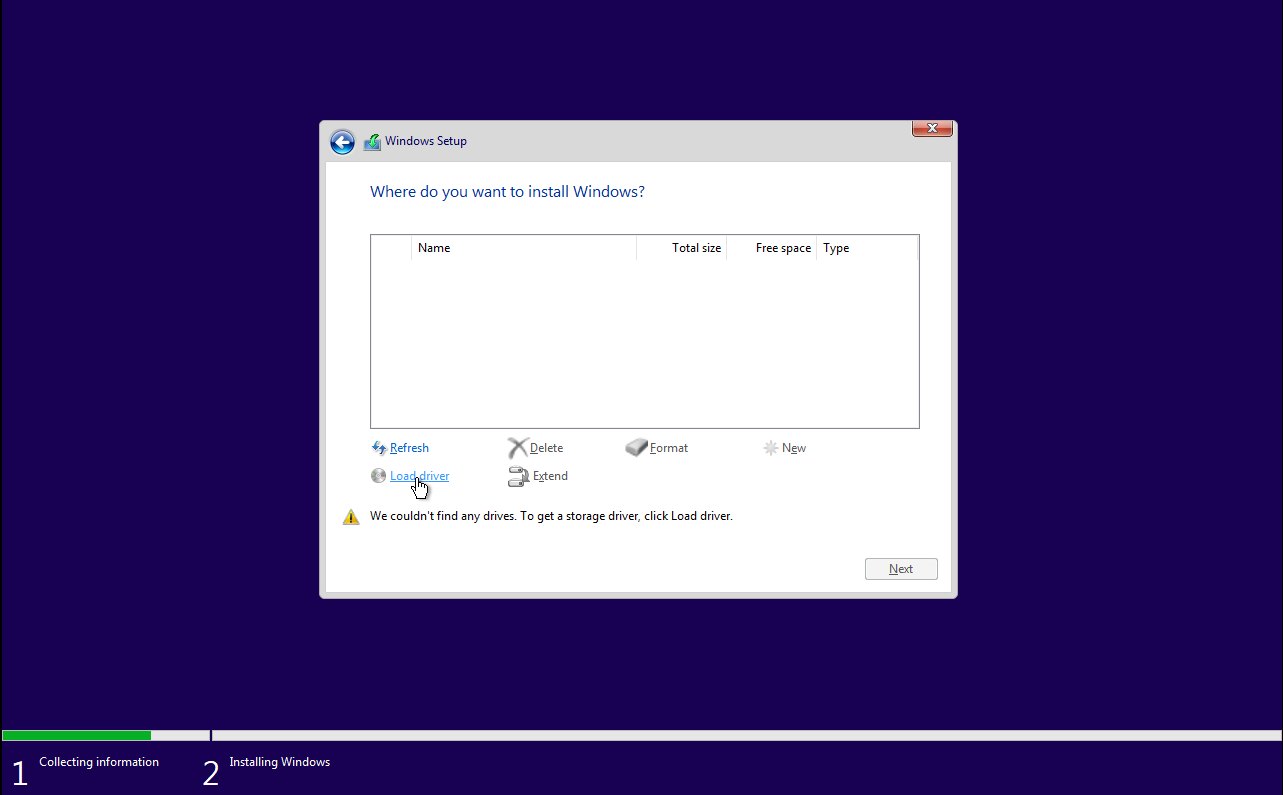 Windows Setup
Where do you want to install Windows?
Name Total size Free space Type
Refresh Delete Format New
Load driver Extend
We couldn't find any drives. To get a storage driver, click Load driver.
Next
1 Collecting information 2 Installing Windows